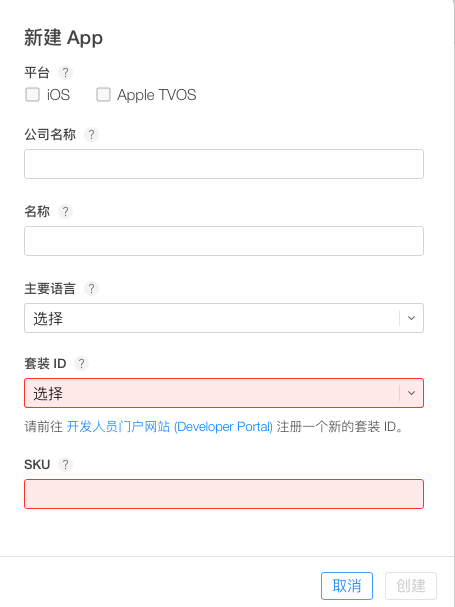 新建 App
平台 ?
iOS Apple TVOS
公司名称 ?
名称 ?
主要语言 ?
选择
套装 ID ?
选择
请前往 开发人员门户网站 (Developer Portal) 注册一个新的套装 ID。
SKU ?
取消 创建